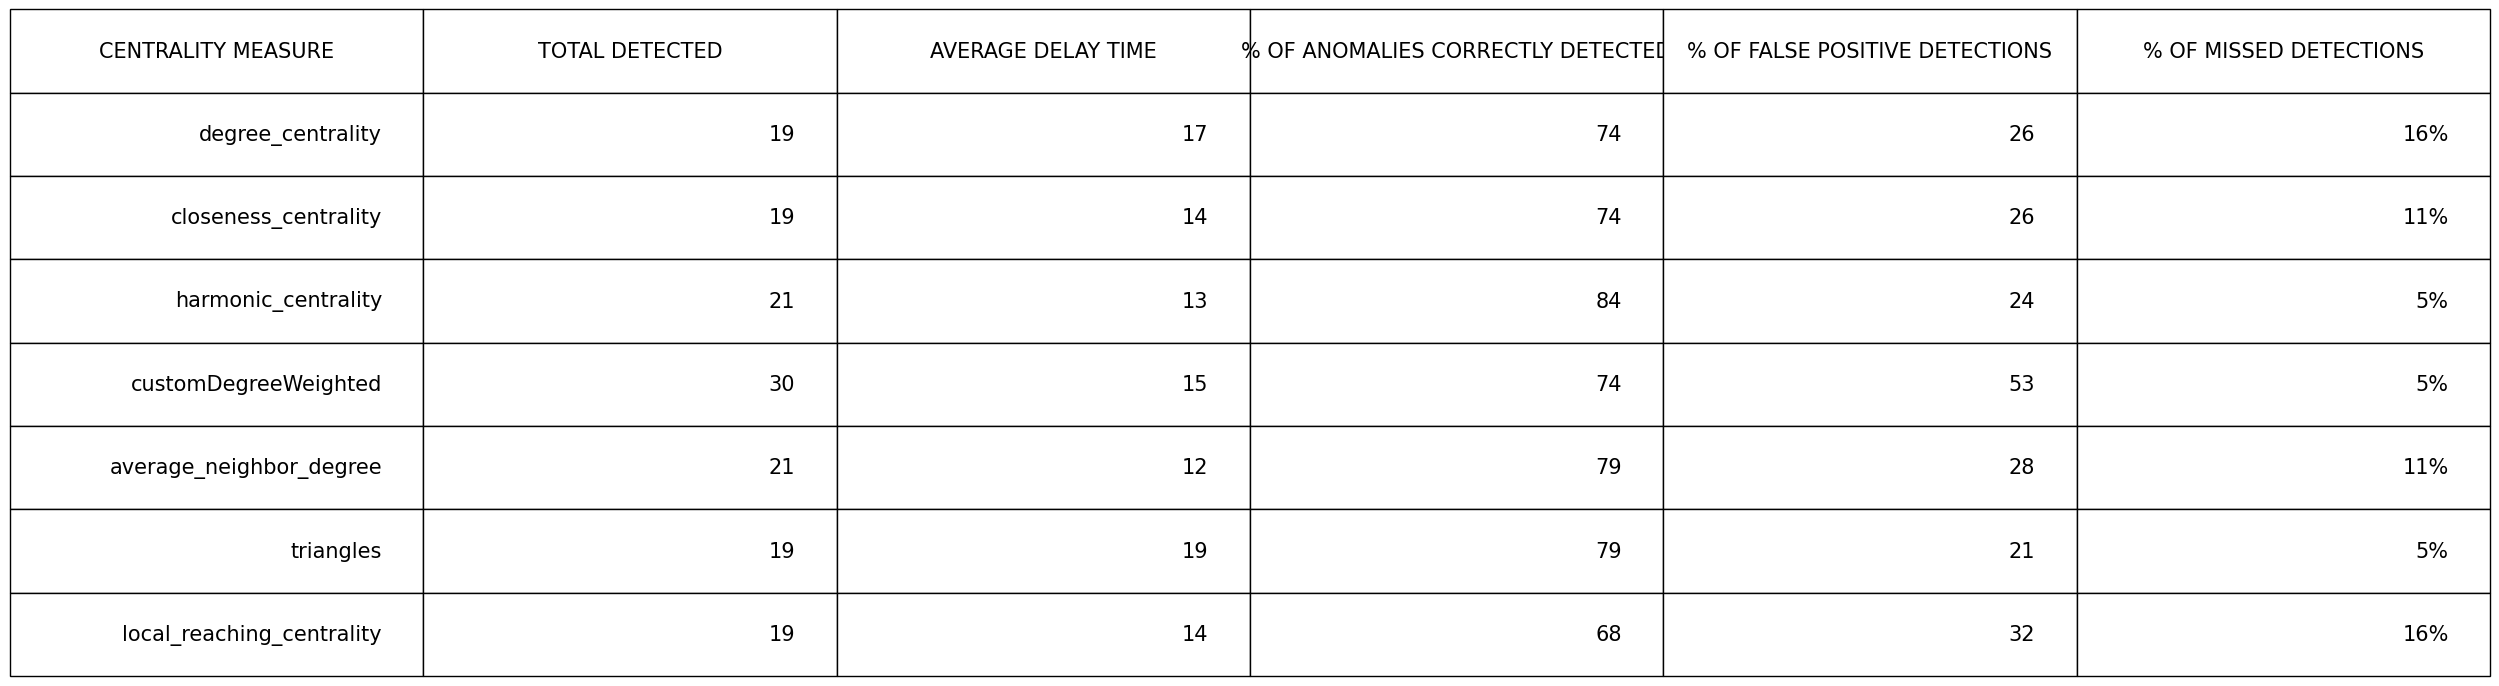 CENTRALITY MEASURE TOTAL DETECTED AVERAGE DELAY TIME % OF ANOMALIES CORRECTLY DETECTED % OF FALSE POSITIVE DETECTIONS % OF MISSED DETECTIONS
degree_centrality 19 17 74 26 16%
closeness_centrality 19 14 74 26 11%
harmonic_centrality 21 13 84 24 5%
customDegreeWeighted 30 15 74 53 5%
average_neighbor_degree 21 12 79 28 11%
triangles 19 19 79 21 5%
local_reaching_centrality 19 14 68 32 16%